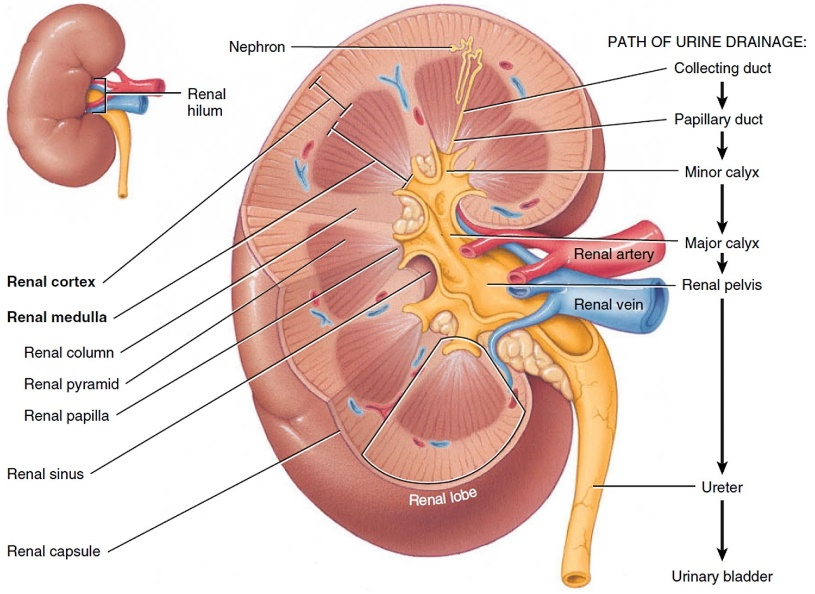 Nephron
PATH OF URINE DRAINAGE:
Collecting duct
Renal
hilum
Papillary duct
Minor calyx
Major calyx
Renal artery
Renal cortex
Renal pelvis
Renal vein
Renal medulla
Renal column
Renal pyramid
Renal papilla
Renal sinus
Renal lobe
Ureter
Renal capsule
Urinary bladder